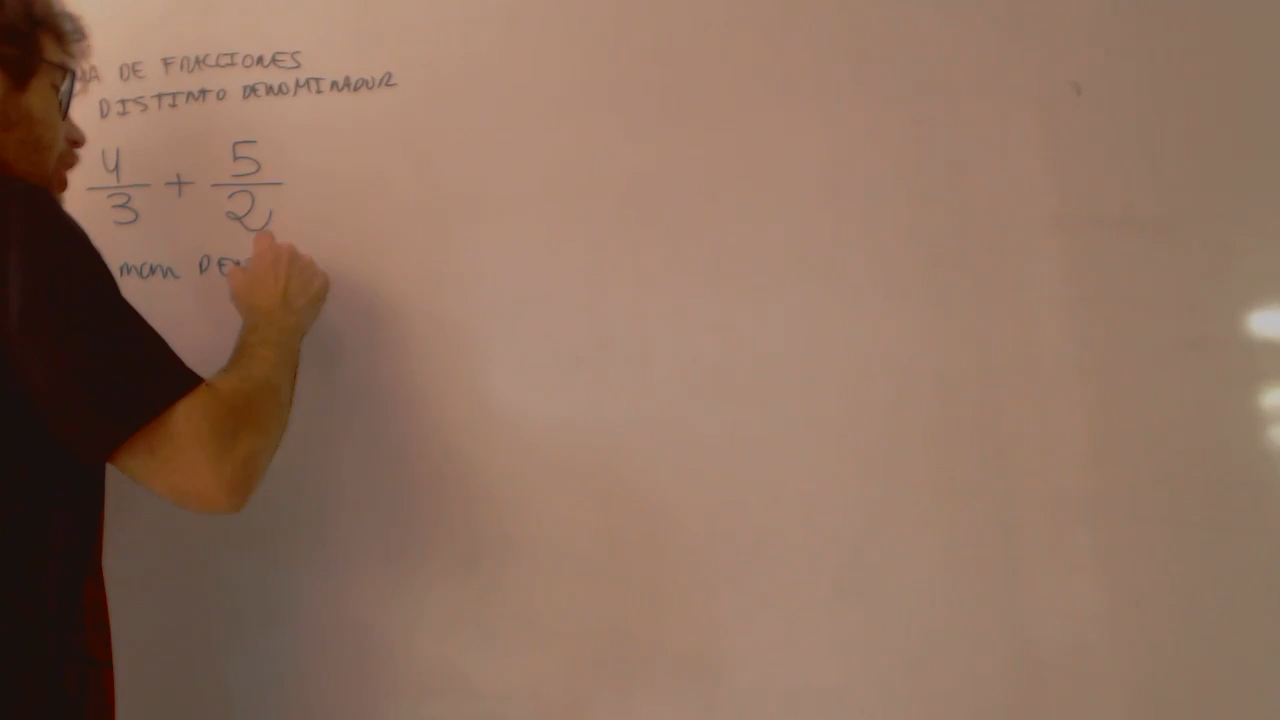 DE FRACCIONES
DISTINTO DENOMINADOR
4/3 + 5/2
mcm